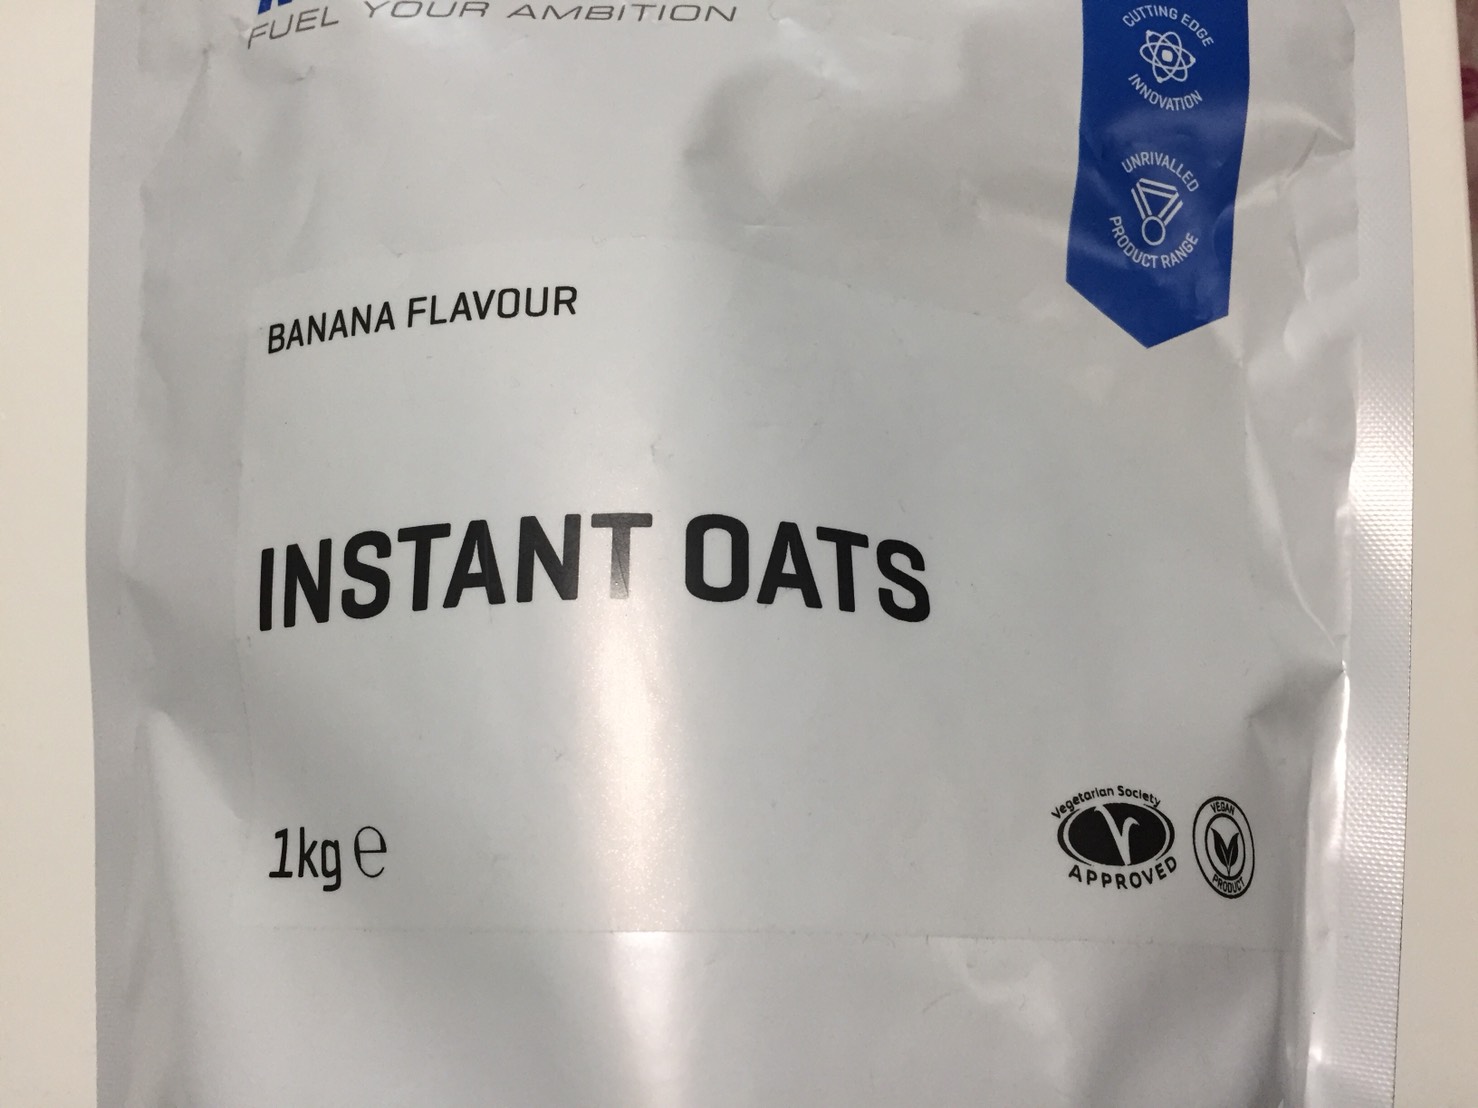 FUEL YOUR AMBITION
CUTTING EDGE
INNOVATION
UNRIVALLED
PRODUCT RANGE
BANANA FLAVOUR
INSTANT OATS
1kg ℮
Vegetarian Society
APPROVED
VEGAN
PRODUCT